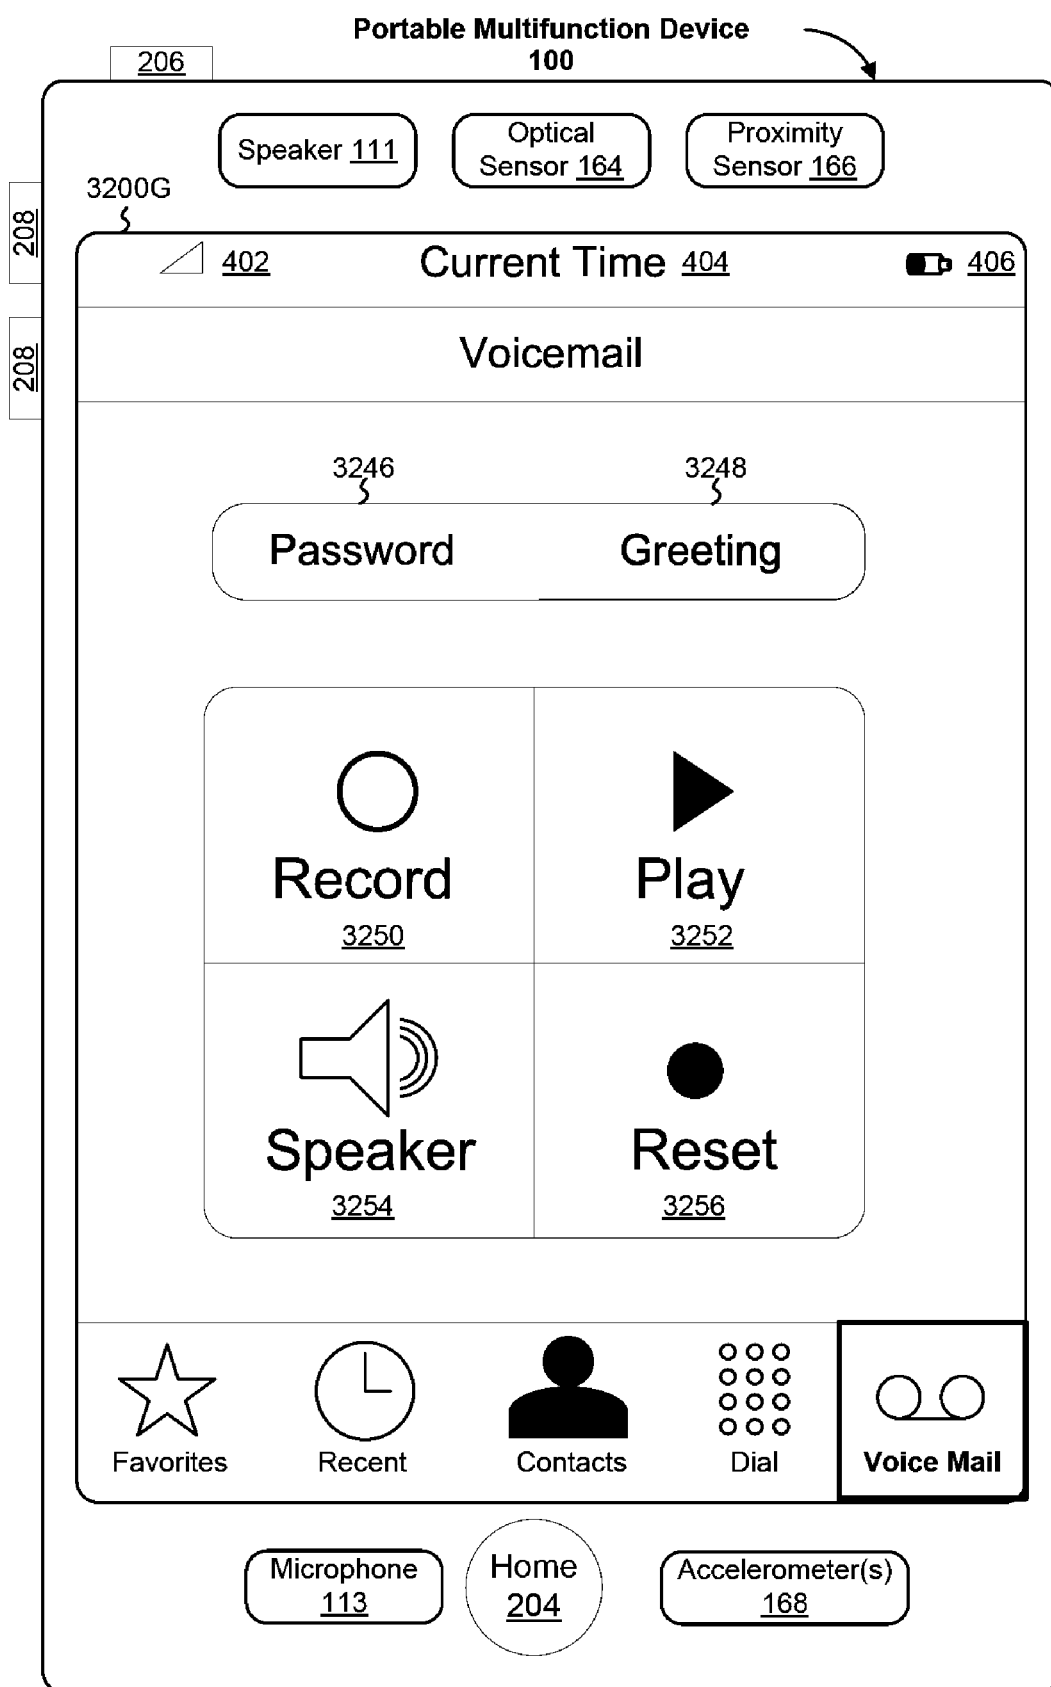 Portable Multifunction Device
100
206
Speaker 111
Optical
Sensor 164
Proximity
Sensor 166
3200G
208
402
Current Time 404
406
208
Voicemail
3246
3248
Password
Greeting
Record
3250
Play
3252
Speaker
3254
Reset
3256
Favorites
Recent
Contacts
Dial
Voice Mail
Microphone
113
Home
204
Accelerometer(s)
168